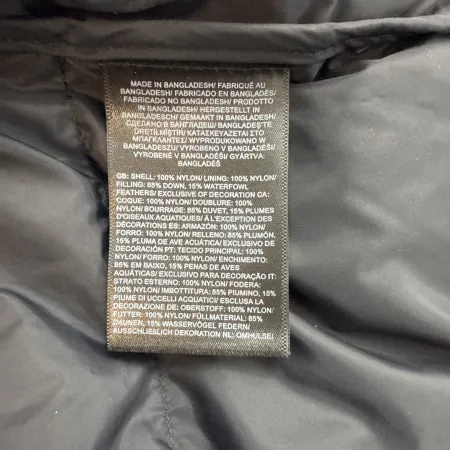 MADE IN BANGLADESH/ FABRIQUÉ AU
BANGLADESH/ FABRICADO EN BANGLADÉS/
FABRICADO NO BANGLADESH/ PRODOTTO
IN BANGLADESH/ HERGESTELLT IN
BANGLADESCH/ GEMAAKT IN BANGLADESH/
СДЕЛАНО В БАНГЛАДЕШ/ BANGLADEŞ'TE
ÜRETİLMİŞTİR/ ΚΑΤΑΣΚΕΥΑΖΕΤΑΙ ΣΤΟ
ΜΠΑΓΚΛΑΝΤΕΣ/ WYPRODUKOWANO W
BANGLADESZU/ VYROBENO V BANGLADÉŠI/
VYROBENÉ V BANGLADÉŠI/ GYÁRTVA:
BANGLADÉS
GB: SHELL: 100% NYLON/ LINING: 100% NYLON/
FILLING: 85% DOWN, 15% WATERFOWL
FEATHERS/ EXCLUSIVE OF DECORATION CA:
COQUE: 100% NYLON/ DOUBLURE: 100%
NYLON/ BOURRAGE: 85% DUVET, 15% PLUMES
D'OISEAUX AQUATIQUES/ À L'EXCEPTION DES
DÉCORATIONS ES: ARMAZÓN: 100% NYLON/
FORRO: 100% NYLON/ RELLENO: 85% PLUMÓN,
15% PLUMA DE AVE ACUÁTICA/ EXCLUSIVO DE
DECORACIÓN PT: TECIDO PRINCIPAL: 100%
NYLON/ FORRO: 100% NYLON/ ENCHIMENTO:
85% EM BAIXO, 15% PENAS DE AVES
AQUÁTICAS/ EXCLUSIVO PARA DECORAÇÃO IT:
STRATO ESTERNO: 100% NYLON/ FODERA:
100% NYLON/ IMBOTTITURA: 85% PIUMINO, 15%
PIUME DI UCCELLI ACQUATICI/ ESCLUSA LA
DECORAZIONE DE: OBERSTOFF: 100% NYLON/
FUTTER: 100% NYLON/ FÜLLMATERIAL: 85%
DAUNEN, 15% WASSERVÖGEL FEDERN/
AUSSCHLIEßLICH DEKORATION NL: OMHULSEL: